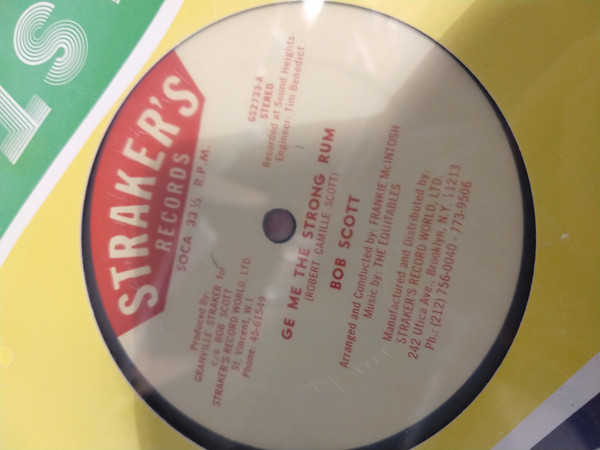 ST
STRAKER'S
RECORDS
SOCA 33⅓ R.P.M.
Produced By:
GRANVILLE STRAKER for
c/o BOB SCOTT
STRAKER'S RECORD WORLD, LTD.
St. Vincent, W.I.
Phone: 45-61549
GS2733-A
STEREO
Recorded at Sound Heights
Engineer: Tim Benedict
GE ME THE STRONG RUM
(ROBERT CAMILLE SCOTT)
BOB SCOTT
Arranged and Conducted by: FRANKIE McINTOSH
Music by: THE EQUITABLES
Manufactured and Distributed by:
STRAKER'S RECORD WORLD, LTD.
242 Utica Ave., Brooklyn, N.Y. 11213
Ph.: (212) 756-0040 - 773-9506